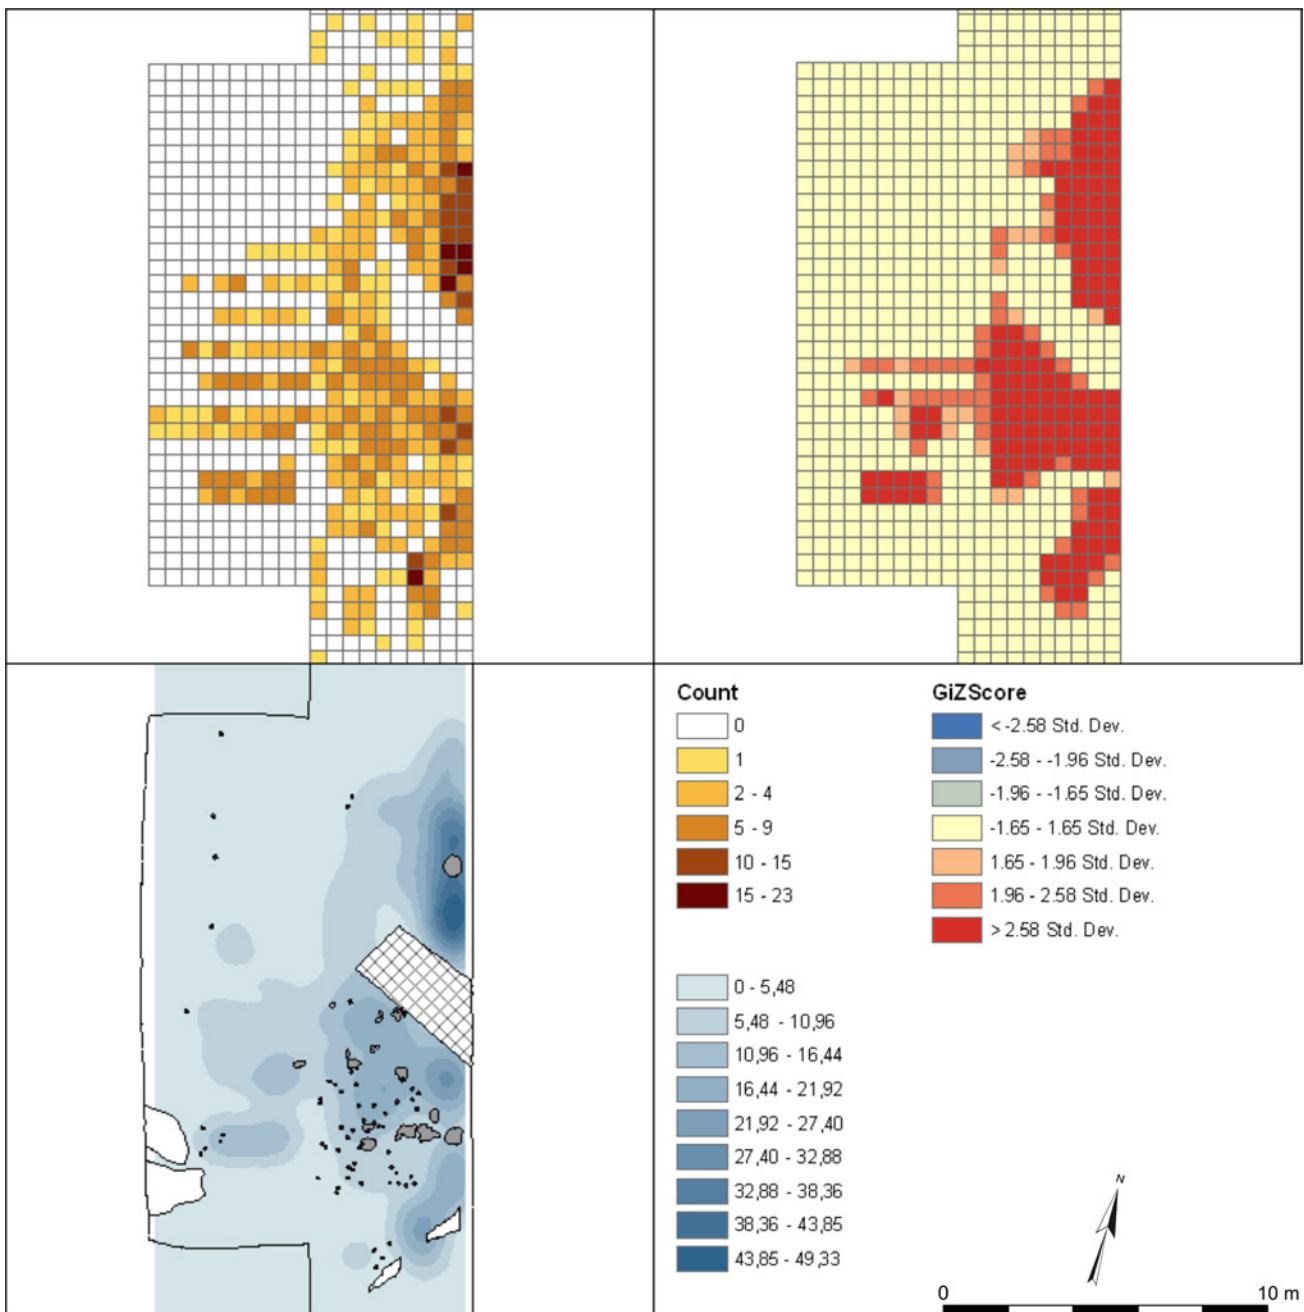 Count
0
1
2 - 4
5 - 9
10 - 15
15 - 23
GiZScore
< -2.58 Std. Dev.
-2.58 - -1.96 Std. Dev.
-1.96 - -1.65 Std. Dev.
-1.65 - 1.65 Std. Dev.
1.65 - 1.96 Std. Dev.
1.96 - 2.58 Std. Dev.
> 2.58 Std. Dev.
0 - 5,48
5,48 - 10,96
10,96 - 16,44
16,44 - 21,92
21,92 - 27,40
27,40 - 32,88
32,88 - 38,36
38,36 - 43,85
43,85 - 49,33
N
0 10 m